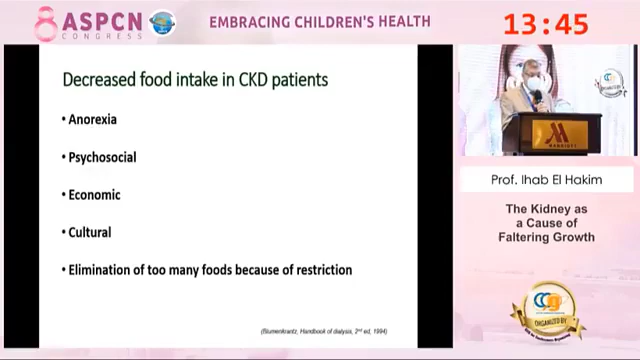 8 ASPCN
CONGRESS
EMBRACING CHILDREN'S HEALTH
13:45
Decreased food intake in CKD patients
• Anorexia
• Psychosocial
• Economic
• Cultural
• Elimination of too many foods because of restriction
(Blumenkrantz, Handbook of dialysis, 2nd ed, 1994)
MARRIOTT
Prof. Ihab El Hakim
The Kidney as
a Cause of
Faltering Growth
ORGANIZED BY